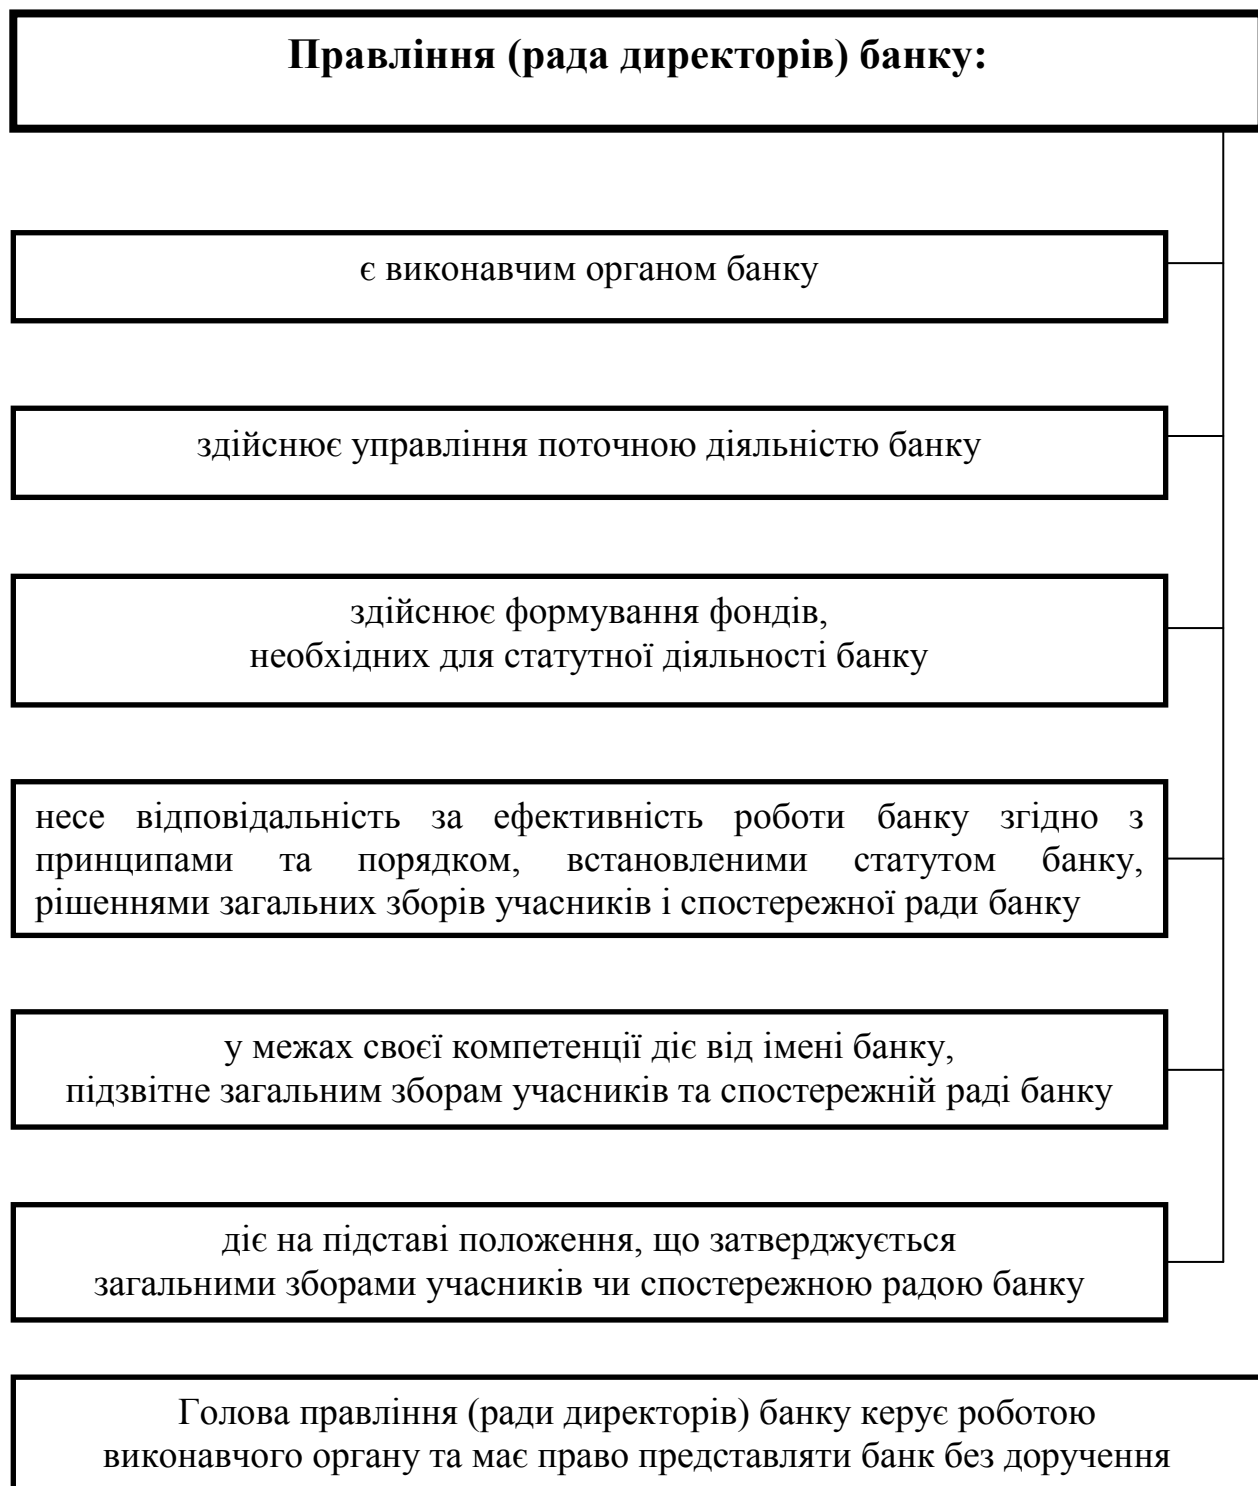 Правління (рада директорів) банку:
є виконавчим органом банку
здійснює управління поточною діяльністю банку
здійснює формування фондів,
необхідних для статутної діяльності банку
несе відповідальність за ефективність роботи банку згідно з
принципами та порядком, встановленими статутом банку,
рішеннями загальних зборів учасників і спостережної ради банку
у межах своєї компетенції діє від імені банку,
підзвітне загальним зборам учасників та спостережній раді банку
діє на підставі положення, що затверджується
загальними зборами учасників чи спостережною радою банку
Голова правління (ради директорів) банку керує роботою
виконавчого органу та має право представляти банк без доручення